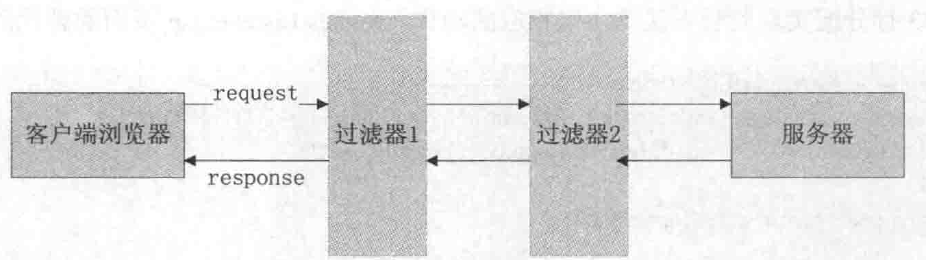 request
客户端浏览器
过滤器1
过滤器2
服务器
response